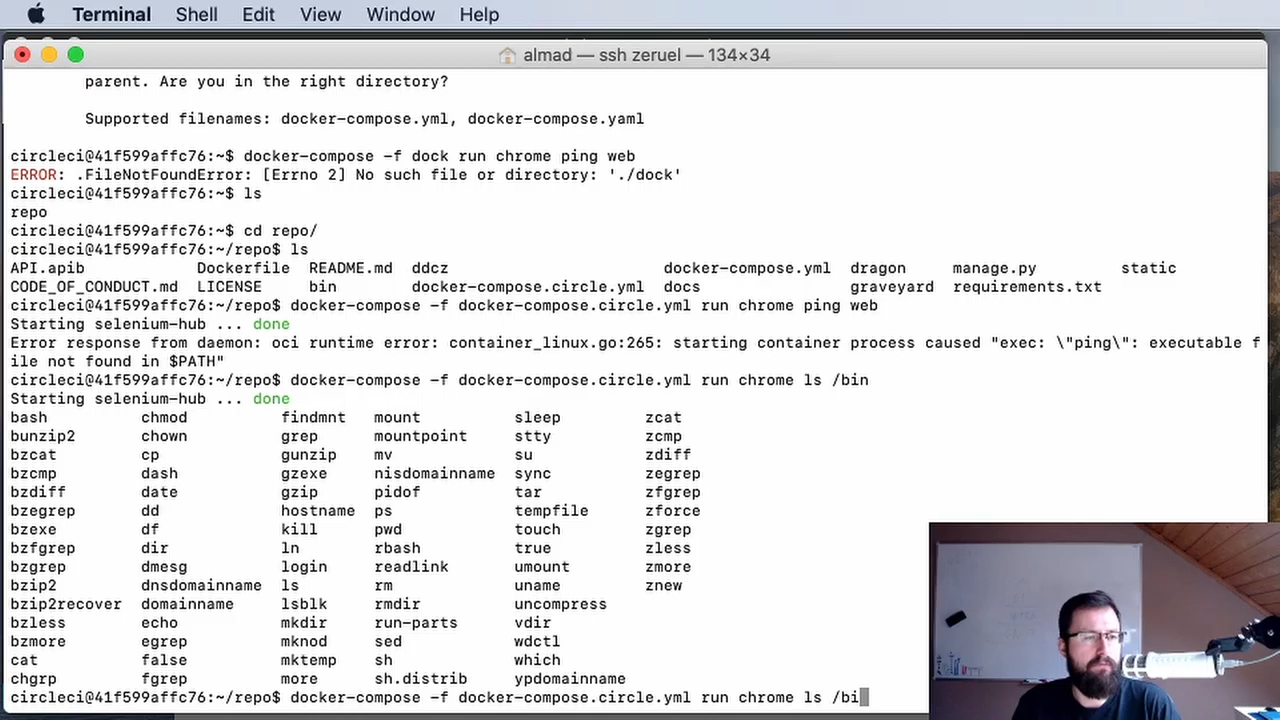 Terminal Shell Edit View Window Help
almad — ssh zeruel — 134×34
parent. Are you in the right directory?
Supported filenames: docker-compose.yml, docker-compose.yaml
circleci@41f599affc76:~$ docker-compose -f dock run chrome ping web
ERROR: .FileNotFoundError: [Errno 2] No such file or directory: './dock'
circleci@41f599affc76:~$ ls
repo
circleci@41f599affc76:~$ cd repo/
circleci@41f599affc76:~/repo$ ls
API.apib Dockerfile README.md ddcz docker-compose.yml dragon manage.py static
CODE_OF_CONDUCT.md LICENSE bin docker-compose.circle.yml docs graveyard requirements.txt
circleci@41f599affc76:~/repo$ docker-compose -f docker-compose.circle.yml run chrome ping web
Starting selenium-hub ... done
Error response from daemon: oci runtime error: container_linux.go:265: starting container process caused "exec: \"ping\": executable f
ile not found in $PATH"
circleci@41f599affc76:~/repo$ docker-compose -f docker-compose.circle.yml run chrome ls /bin
Starting selenium-hub ... done
bash chmod findmnt mount sleep zcat
bunzip2 chown grep mountpoint stty zcmp
bzcat cp gunzip mv su zdiff
bzcmp dash gzexe nisdomainname sync zegrep
bzdiff date gzip pidof tar zfgrep
bzegrep dd hostname ps tempfile zforce
bzexe df kill pwd touch zgrep
bzfgrep dir ln rbash true zless
bzgrep dmesg login readlink umount zmore
bzip2 dnsdomainname ls rm uname znew
bzip2recover domainname lsblk rmdir uncompress
bzless echo mkdir run-parts vdir
bzmore egrep mknod sed wdctl
cat false mktemp sh which
chgrp fgrep more sh.distrib ypdomainname
circleci@41f599affc76:~/repo$ docker-compose -f docker-compose.circle.yml run chrome ls /bi